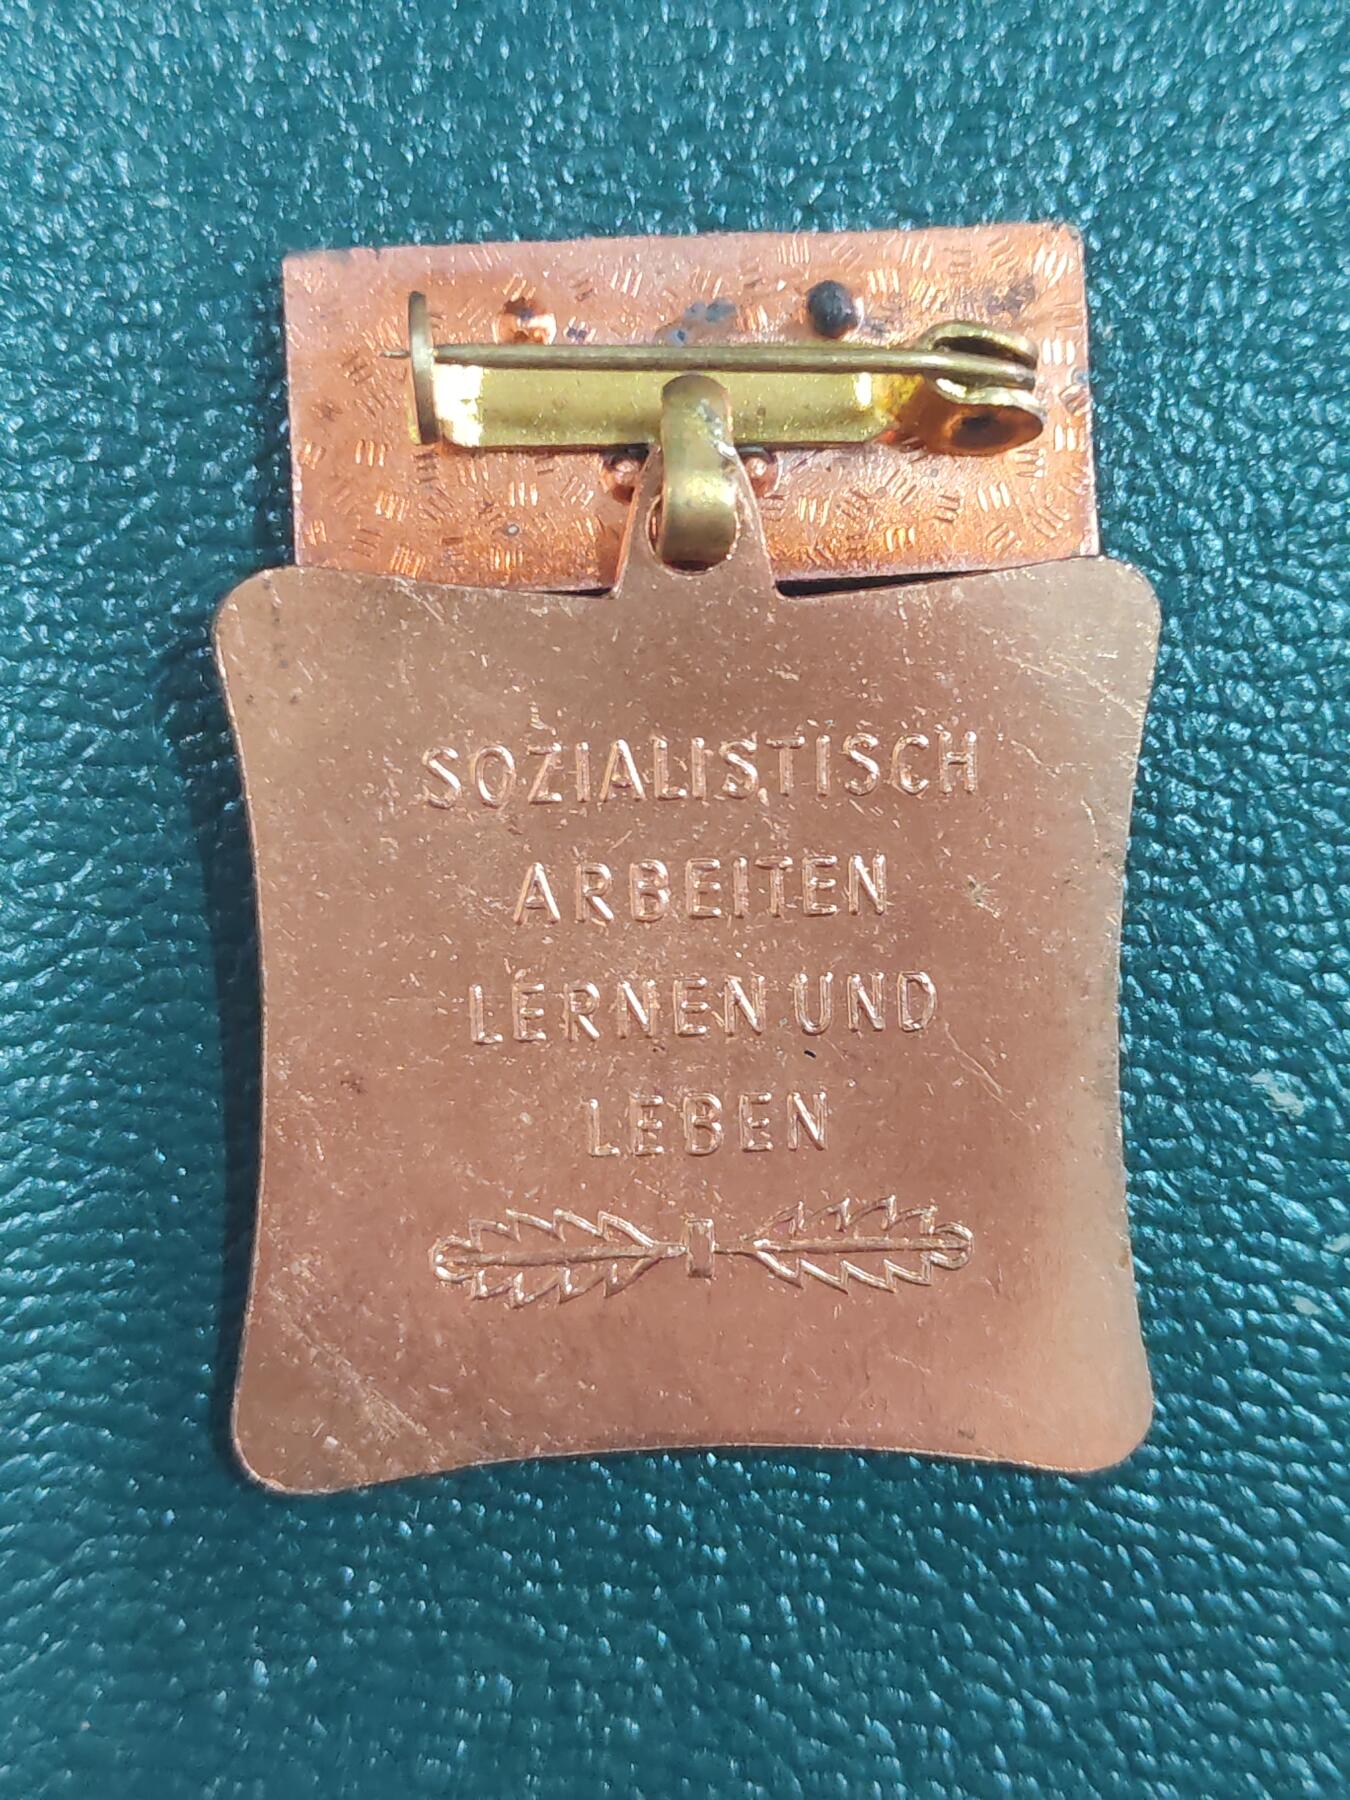 SOZIALISTISCH
ARBEITEN
LERNEN UND
LEBEN